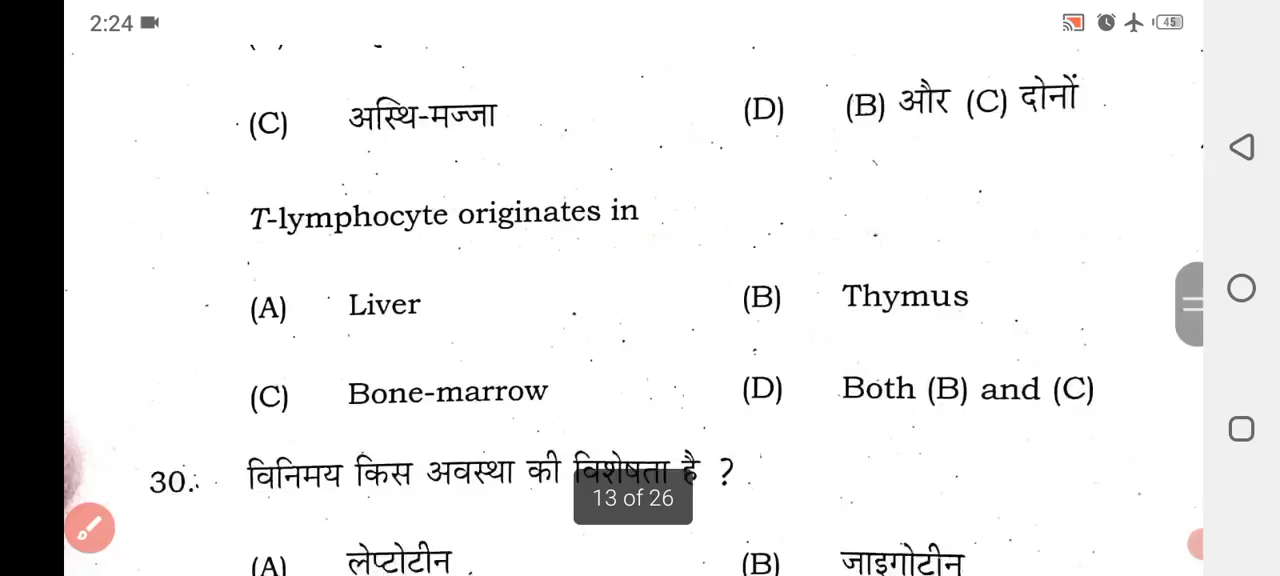 2:24
45
(C) अस्थि-मज्जा (D) (B) और (C) दोनों
T-lymphocyte originates in
(A) Liver (B) Thymus
(C) Bone-marrow (D) Both (B) and (C)
30. विनिमय किस अवस्था की विशेषता है ?
13 of 26
(A) लेप्टोटीन (B) जाइगोटीन